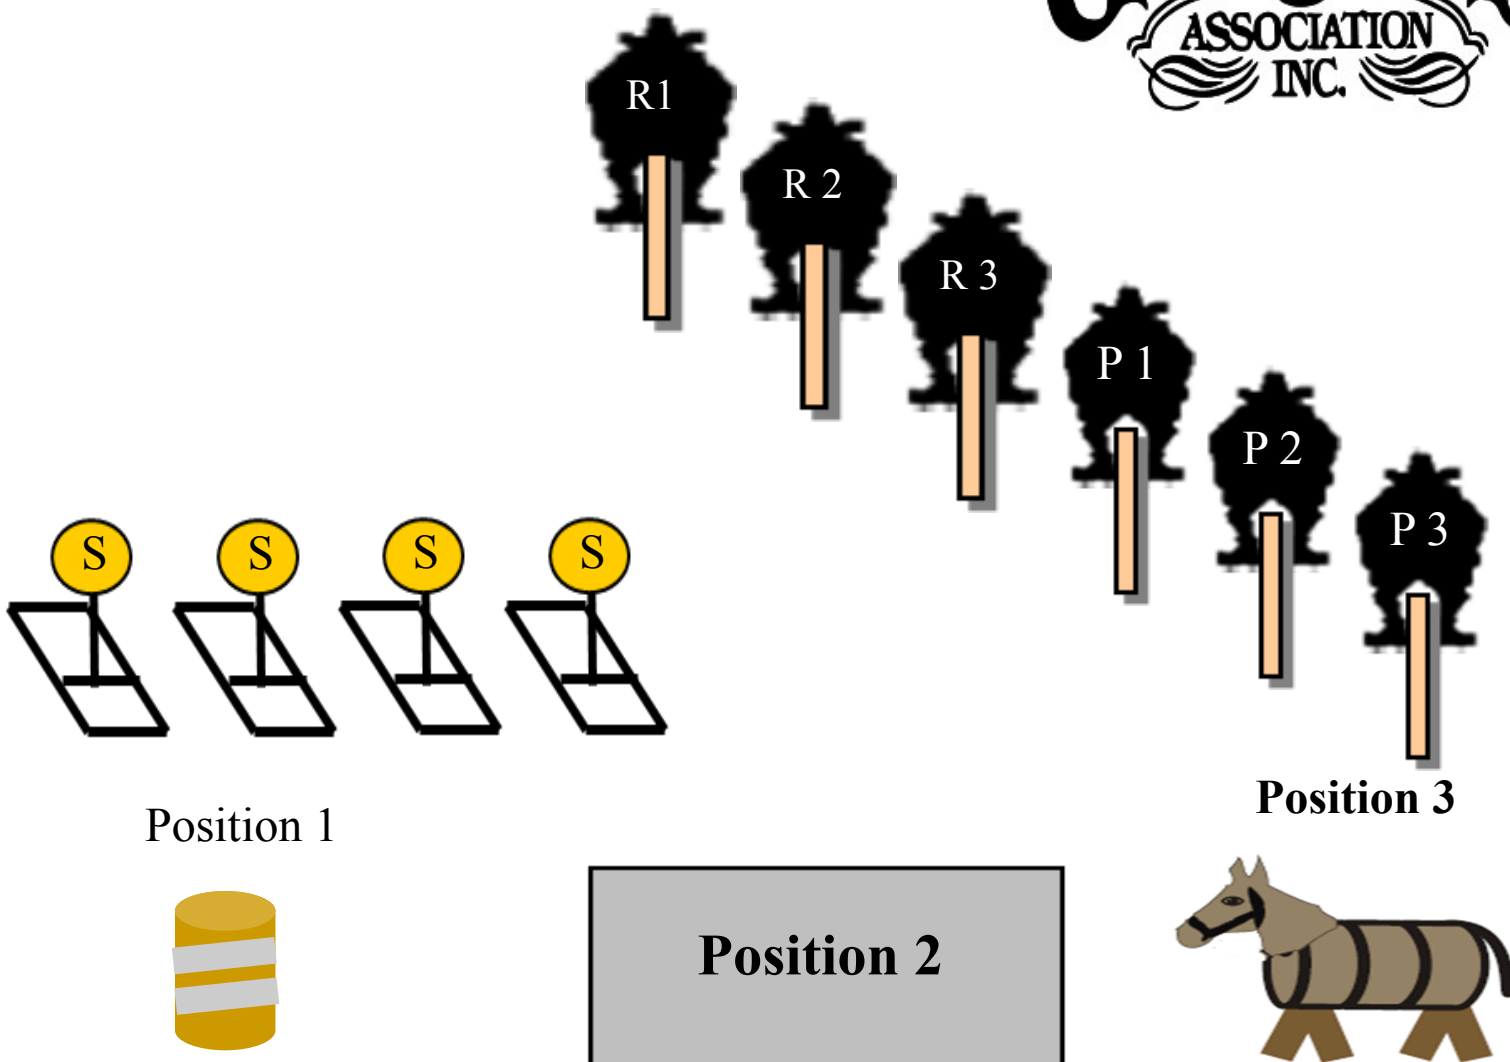 ASSOCIATION
INC.
R1
R 2
R 3
P 1
P 2
P 3
S S S S
Position 1
Position 2
Position 3